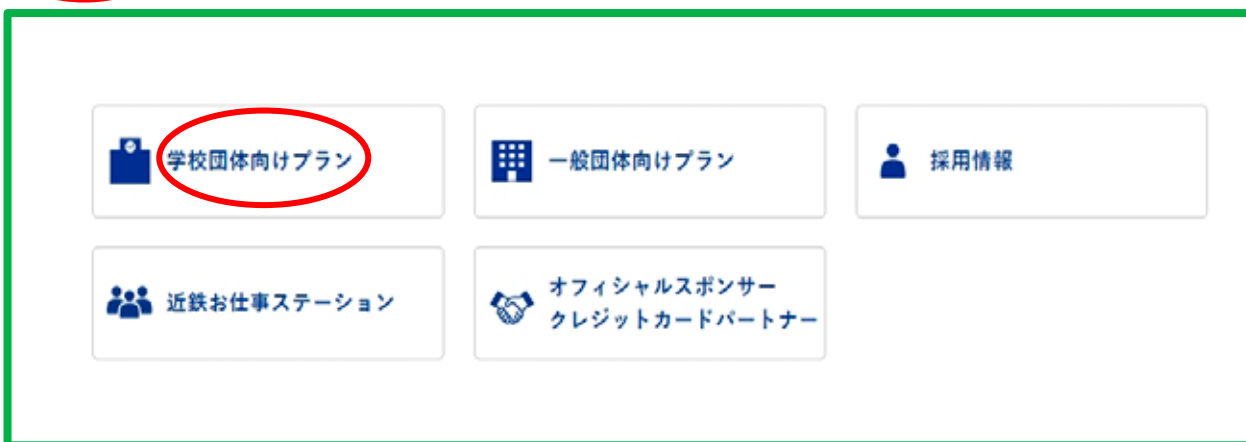 学校団体向けプラン
一般団体向けプラン
採用情報
近鉄お仕事ステーション
オフィシャルスポンサー
クレジットカードパートナー